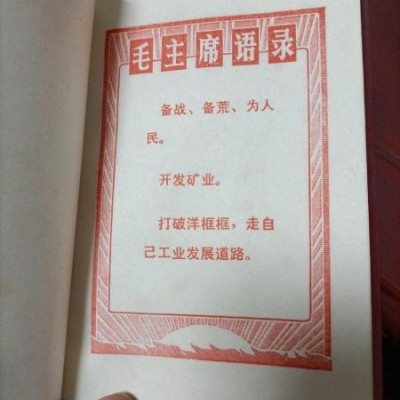 毛主席语录
备战、备荒、为人
民。
开发矿业。
打破洋框框，走自
己工业发展道路。